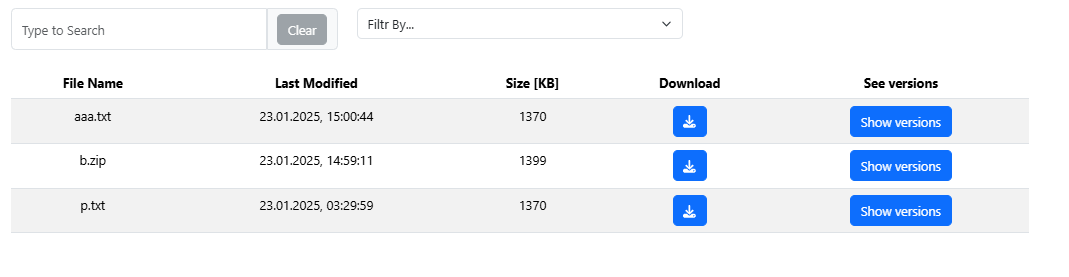 Type to Search Clear Filtr By...
File Name Last Modified Size [KB] Download See versions
aaa.txt 23.01.2025, 15:00:44 1370 Show versions
b.zip 23.01.2025, 14:59:11 1399 Show versions
p.txt 23.01.2025, 03:29:59 1370 Show versions